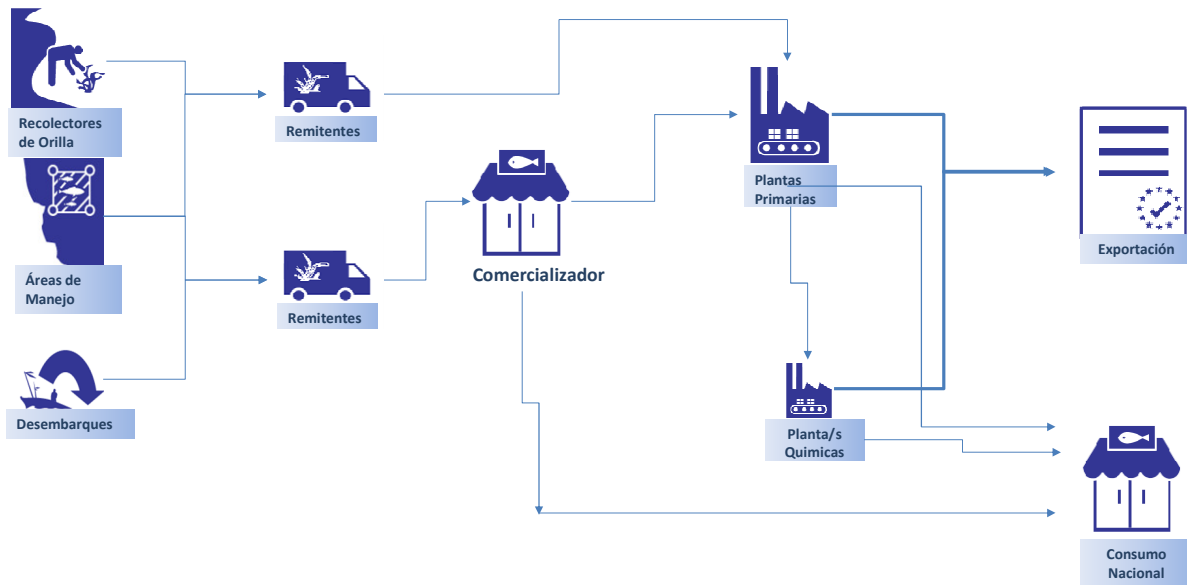 Recolectores
de Orilla
Áreas de
Manejo
Desembarques
Remitentes
Remitentes
Comercializador
Plantas
Primarias
Planta/s
Quimicas
Exportación
Consumo
Nacional